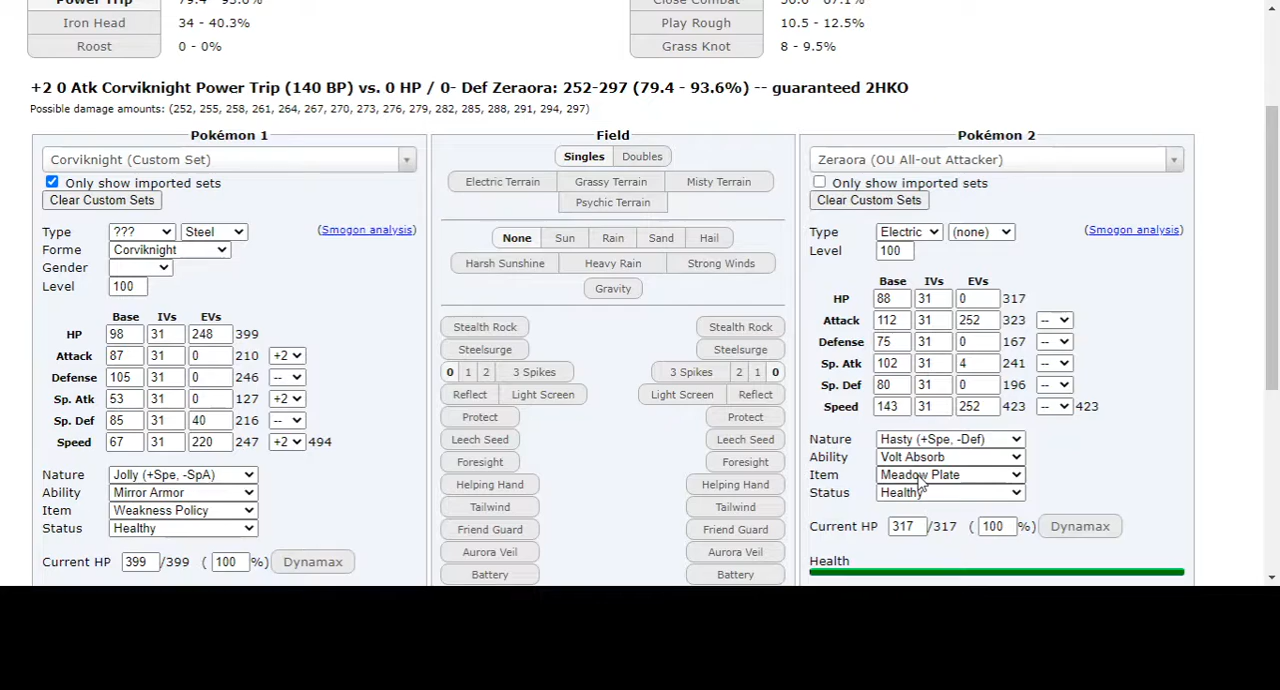 Power Trip 79.4 - 93.6% Close Combat
Iron Head 34 - 40.3% Play Rough 10.5 - 12.5%
Roost 0 - 0% Grass Knot 8 - 9.5%
+2 0 Atk Corviknight Power Trip (140 BP) vs. 0 HP / 0- Def Zeraora: 252-297 (79.4 - 93.6%) -- guaranteed 2HKO
Possible damage amounts: (252, 255, 258, 261, 264, 267, 270, 273, 276, 279, 282, 285, 288, 291, 294, 297)
Pokémon 1
Corviknight (Custom Set)
Only show imported sets
Clear Custom Sets
Type ??? Steel (Smogon analysis)
Forme Corviknight
Gender
Level 100
Base IVs EVs
HP 98 31 248 399
Attack 87 31 0 210 +2
Defense 105 31 0 246 --
Sp. Atk 53 31 0 127 +2
Sp. Def 85 31 40 216 --
Speed 67 31 220 247 +2 494
Nature Jolly (+Spe, -SpA)
Ability Mirror Armor
Item Weakness Policy
Status Healthy
Current HP 399 /399 ( 100 %) Dynamax
Field
Singles Doubles
Electric Terrain Grassy Terrain Misty Terrain
Psychic Terrain
None Sun Rain Sand Hail
Harsh Sunshine Heavy Rain Strong Winds
Gravity
Stealth Rock Stealth Rock
Steelsurge Steelsurge
0 1 2 3 Spikes 3 Spikes 2 1 0
Reflect Light Screen Light Screen Reflect
Protect Protect
Leech Seed Leech Seed
Foresight Foresight
Helping Hand Helping Hand
Tailwind Tailwind
Friend Guard Friend Guard
Aurora Veil Aurora Veil
Battery Battery
Pokémon 2
Zeraora (OU All-out Attacker)
Only show imported sets
Clear Custom Sets
Type Electric (none) (Smogon analysis)
Level 100
Base IVs EVs
HP 88 31 0 317
Attack 112 31 252 323 --
Defense 75 31 0 167 --
Sp. Atk 102 31 4 241 --
Sp. Def 80 31 0 196 --
Speed 143 31 252 423 -- 423
Nature Hasty (+Spe, -Def)
Ability Volt Absorb
Item Meadow Plate
Status Healthy
Current HP 317 /317 ( 100 %) Dynamax
Health